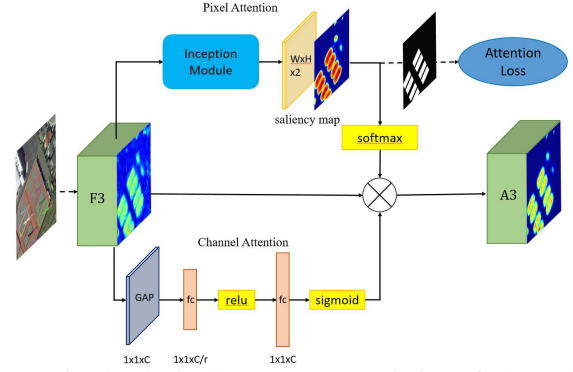 Pixel Attention
Inception
Module
WxH
x2
Attention
Loss
saliency map
softmax
F3
A3
Channel Attention
GAP
fc
relu
fc
sigmoid
1x1xC
1x1xC/r
1x1xC